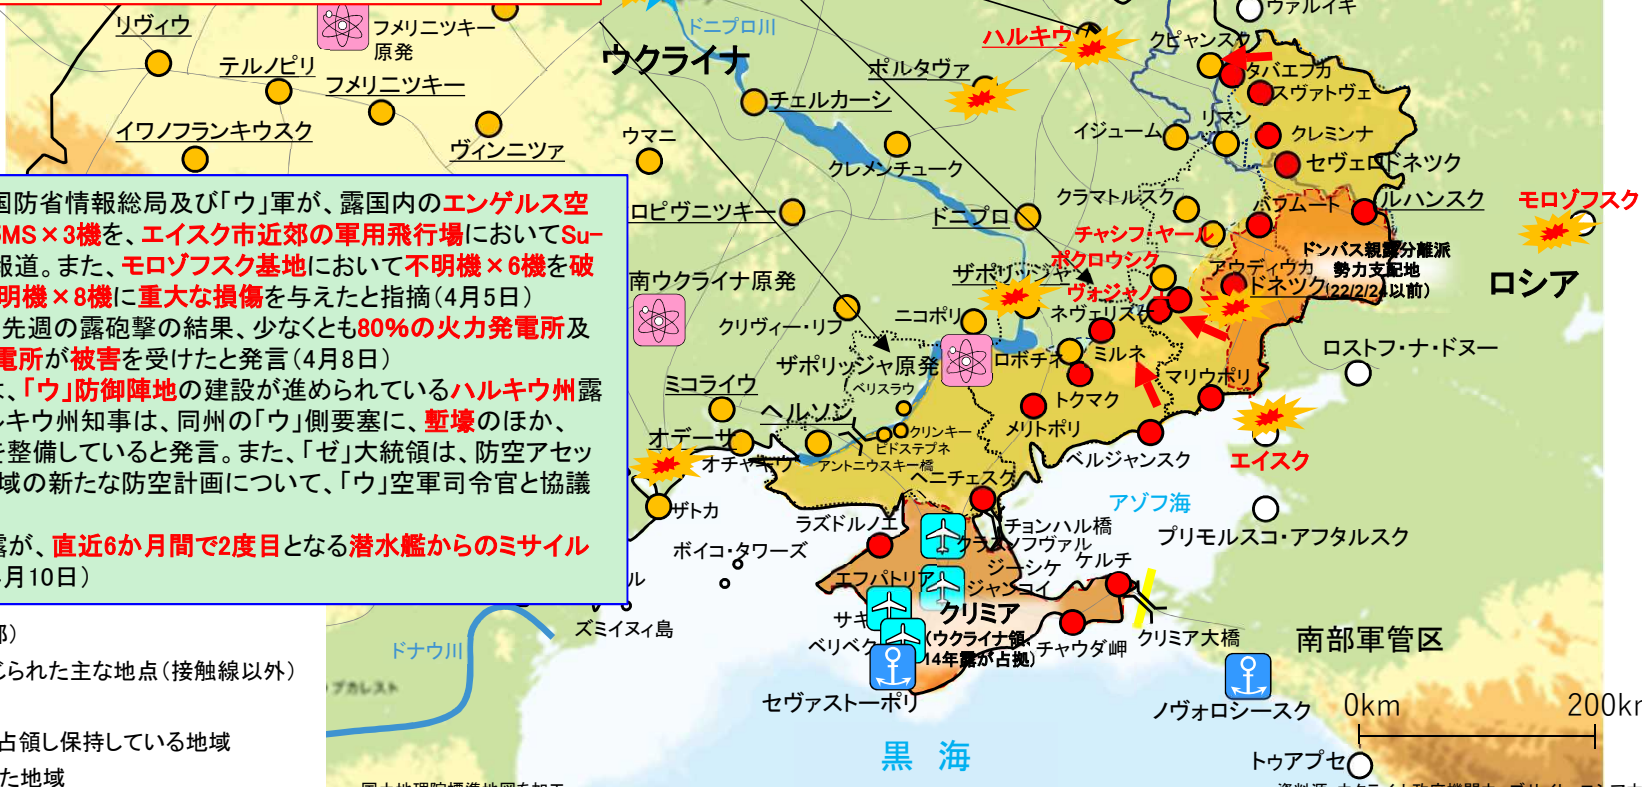 リヴィウ
フメリニツキー
原発
ドニプロ川
ハルキウ
クピャンスク
ヴァルイキ
テルノピリ
ウクライナ
ポルタヴァ
タバエフカ
スヴァトヴェ
フメリニツキー
チェルカーシ
イワノフランキウスク
ヴィンニツァ
ウマニ
クレメンチューク
イジューム
リマン
クレミンナ
セヴェロドネツク
国防省情報総局及び「ウ」軍が、露国内のエンゲルス空
5MS×3機を、エイスク市近郊の軍用飛行場においてSu-
報道。また、モロゾフスク基地において不明機×6機を破
明機×8機に重大な損傷を与えたと指摘(4月5日)
先週の露砲撃の結果、少なくとも80%の火力発電所及
電所が被害を受けたと発言(4月8日)
、「ウ」防御陣地の建設が進められているハルキウ州露
ルキウ州知事は、同州の「ウ」側要塞に、塹壕のほか、
を整備していると発言。また、「ゼ」大統領は、防空アセッ
域の新たな防空計画について、「ウ」空軍司令官と協議
露が、直近6か月間で2度目となる潜水艦からのミサイル
月10日)
ロピヴニツキー
ドニプロ
クラマトルスク
バフムート
ルハンスク
モロゾフスク
チャシフ・ヤール
ポクロウシグ
アウディウカ
ドンバス親露分離派
勢力支配地
(22/2/24以前)
ドネツク
ロシア
南ウクライナ原発
ザポリッジャ
ヴォジャノ
ネヴェリスケ
クリヴィー・リフ
ニコポリ
ザポリッジャ原発
ロボチネ
ミルネ
マリウポリ
ロストフ・ナ・ドヌー
ミコライウ
ベリスラウ
トクマク
ヘルソン
メリトポリ
オデーサ
オチャキウ
クリンキー
ビドステプネ
アントニウスキー橋
ベルジャンスク
エイスク
ヘニチェスク
アゾフ海
プリモルスコ・アフタルスク
ザトカ
ラズドルノエ
チョンハル橋
ボイコ・タワーズ
ジーシケ
ケルチ
エフパトリア
ジャンコイ
ル
サキ
クリミア
(ウクライナ領、
14年露が占拠)
ズミイヌィ島
ベリベク
チャウダ岬
クリミア大橋
南部軍管区
ドナウ川
部)
じられた主な地点(接触線以外)
ブカレスト
セヴァストーポリ
ノヴォロシースク
0km
200km
占領し保持している地域
黒 海
トゥアプセ
た地域